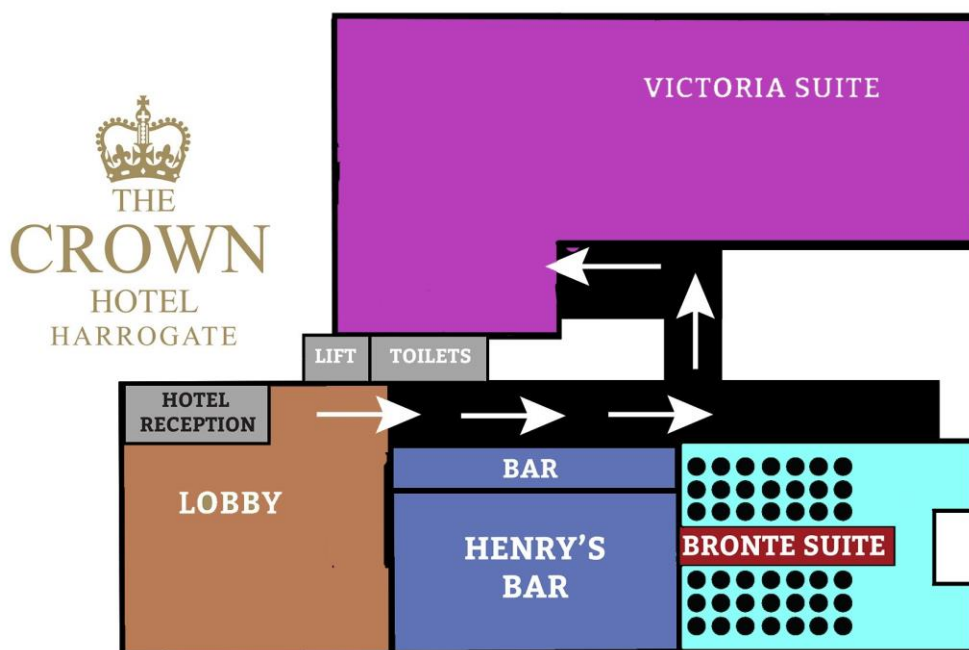 VICTORIA SUITE
THE
CROWN
HOTEL
HARROGATE
LIFT
TOILETS
HOTEL
RECEPTION
LOBBY
BAR
HENRY'S
BAR
BRONTE SUITE